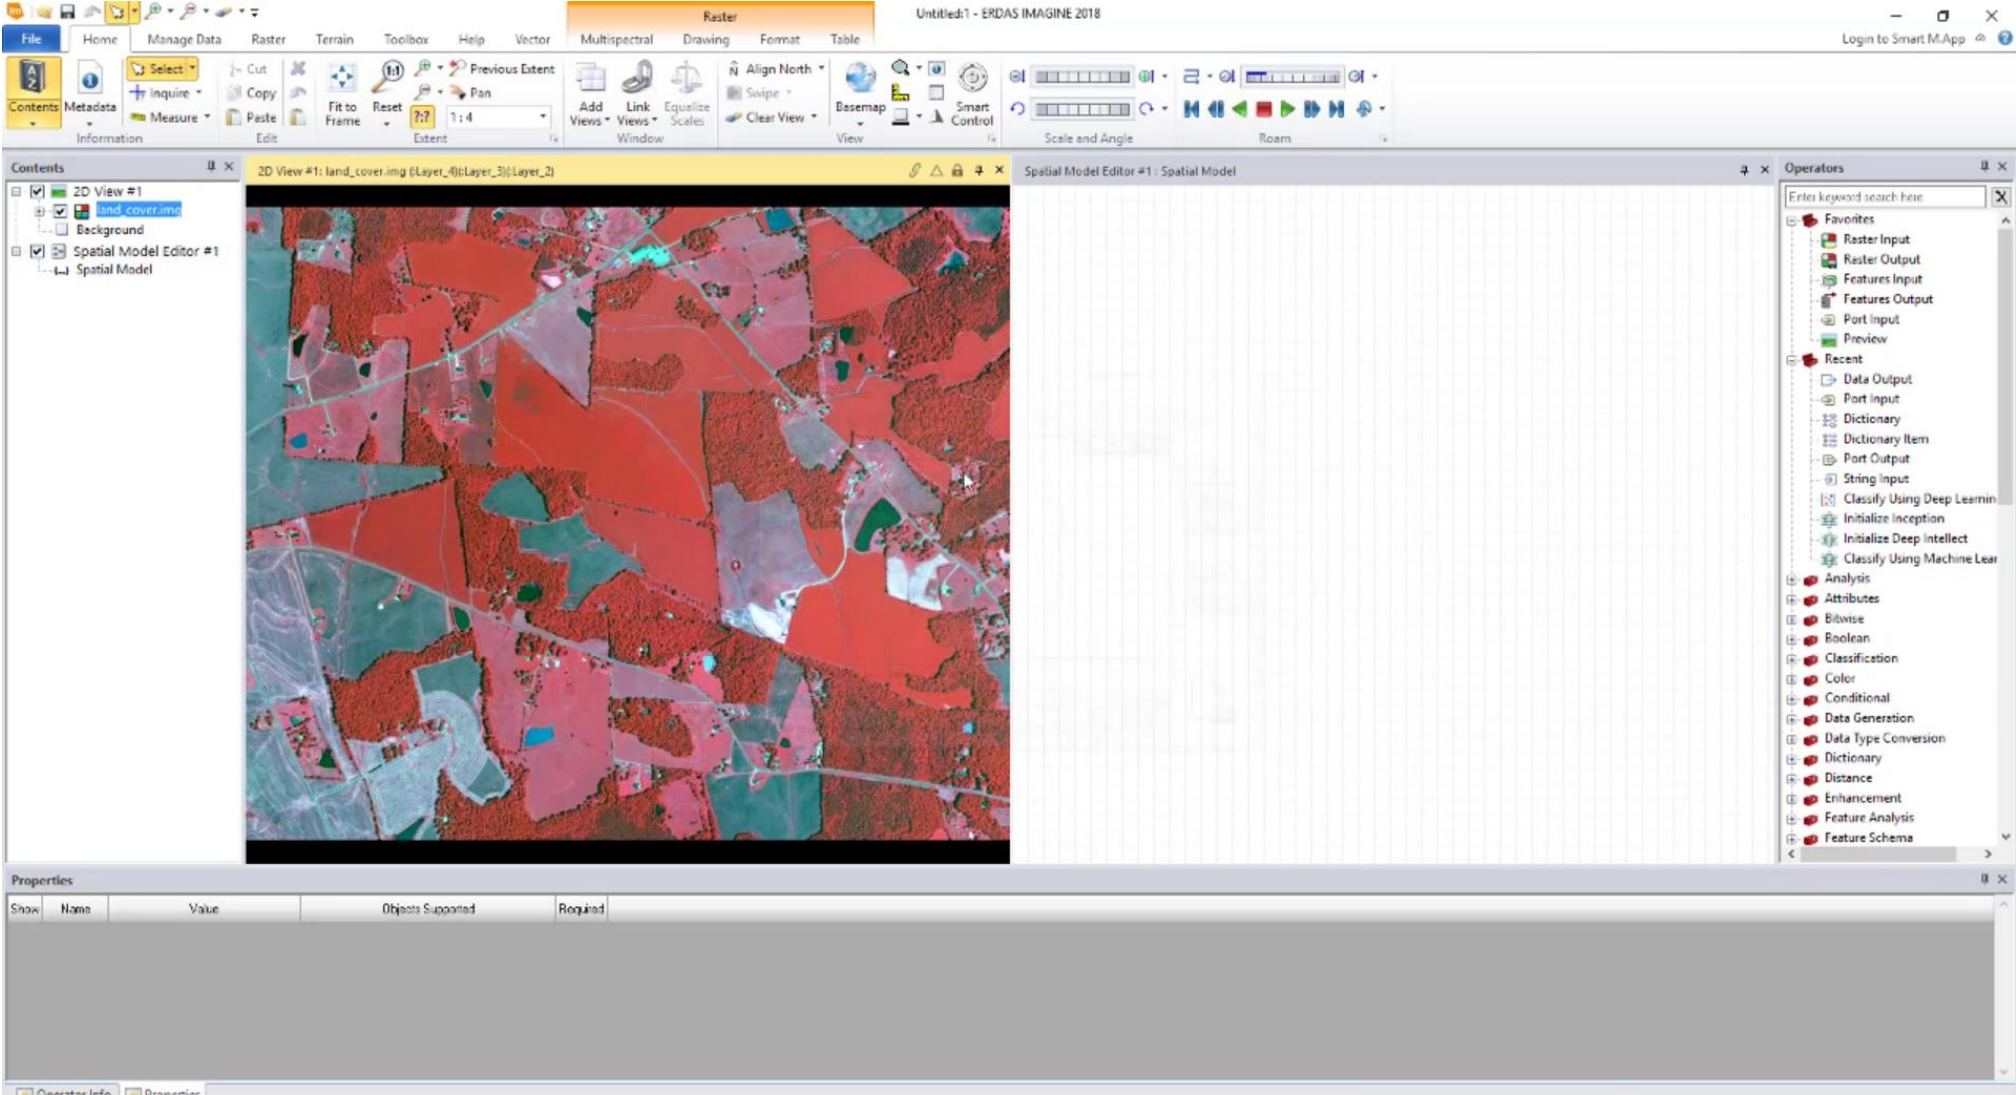 Raster
Untitled:1 - ERDAS IMAGINE 2018
File Home Manage Data Raster Terrain Toolbox Help Vector Multispectral Drawing Format Table Login to Smart M.App
Contents
Metadata
Select
Inquire
Measure
Information
Cut
Copy
Paste
Edit
Fit to
Frame
1:1
Reset
Previous Extent
Pan
?:?
1 : 4
Extent
Add
Views
Link
Views
Equalize
Scales
Window
Align North
Swipe
Clear View
Basemap
View
Smart
Control
Scale and Angle
Roam
Contents
2D View #1
land_cover.img
Background
Spatial Model Editor #1
Spatial Model
2D View #1: land_cover.img (:Layer_4)(:Layer_3)(:Layer_2)
Spatial Model Editor #1 : Spatial Model
Operators
Enter keyword search here
Favorites
Raster Input
Raster Output
Features Input
Features Output
Port Input
Preview
Recent
Data Output
Port Input
Dictionary
Dictionary Item
Port Output
String Input
Classify Using Deep Learnin
Initialize Inception
Initialize Deep Intellect
Classify Using Machine Lear
Analysis
Attributes
Bitwise
Boolean
Classification
Color
Conditional
Data Generation
Data Type Conversion
Dictionary
Distance
Enhancement
Feature Analysis
Feature Schema
Properties
Show Name Value Objects Supported Required
Operator Info Properties